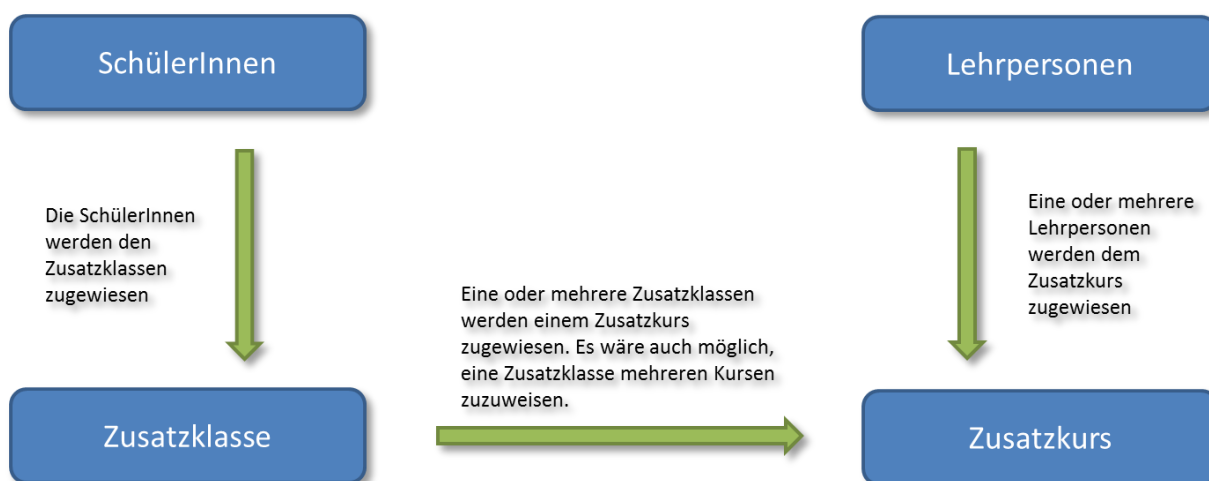 SchülerInnen
Lehrpersonen
Die SchülerInnen
werden den
Zusatzklassen
zugewiesen
Eine oder mehrere
Lehrpersonen
werden dem
Zusatzkurs
zugewiesen
Eine oder mehrere Zusatzklassen
werden einem Zusatzkurs
zugewiesen. Es wäre auch möglich,
eine Zusatzklasse mehreren Kursen
zuzuweisen.
Zusatzklasse
Zusatzkurs